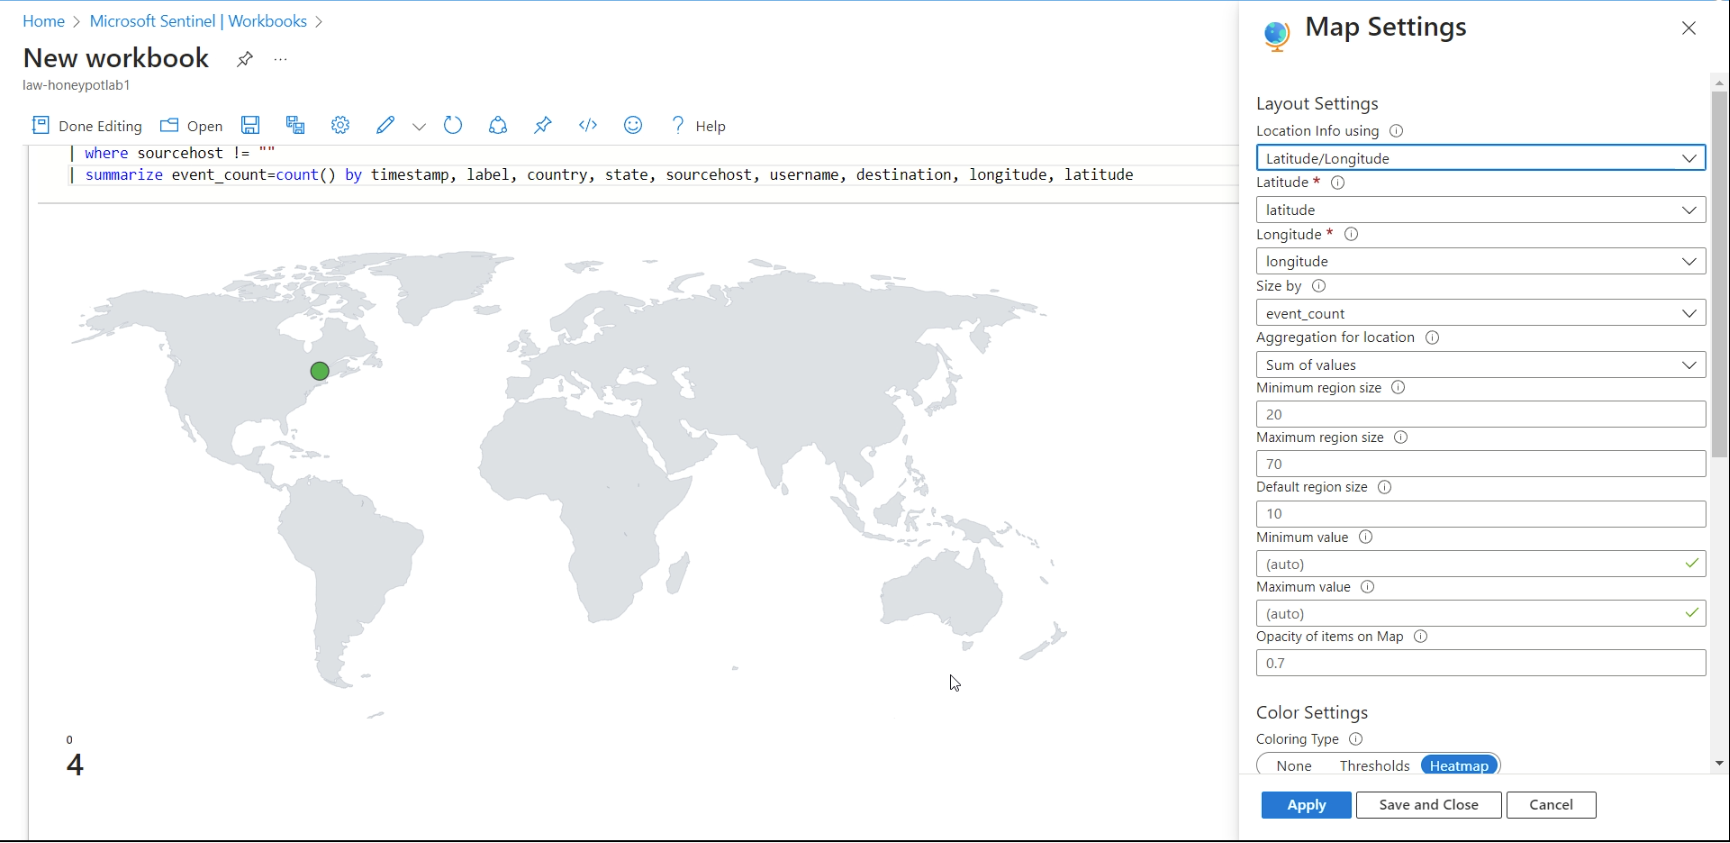 Home > Microsoft Sentinel | Workbooks >
New workbook ...
law-honeypotlab1
Done Editing Open </> ? Help
| where sourcehost != ""
| summarize event_count=count() by timestamp, label, country, state, sourcehost, username, destination, longitude, latitude
0
4
Map Settings
Layout Settings
Location Info using
Latitude/Longitude
Latitude *
latitude
Longitude *
longitude
Size by
event_count
Aggregation for location
Sum of values
Minimum region size
20
Maximum region size
70
Default region size
10
Minimum value
(auto)
Maximum value
(auto)
Opacity of items on Map
0.7
Color Settings
Coloring Type
None Thresholds Heatmap
Apply Save and Close Cancel